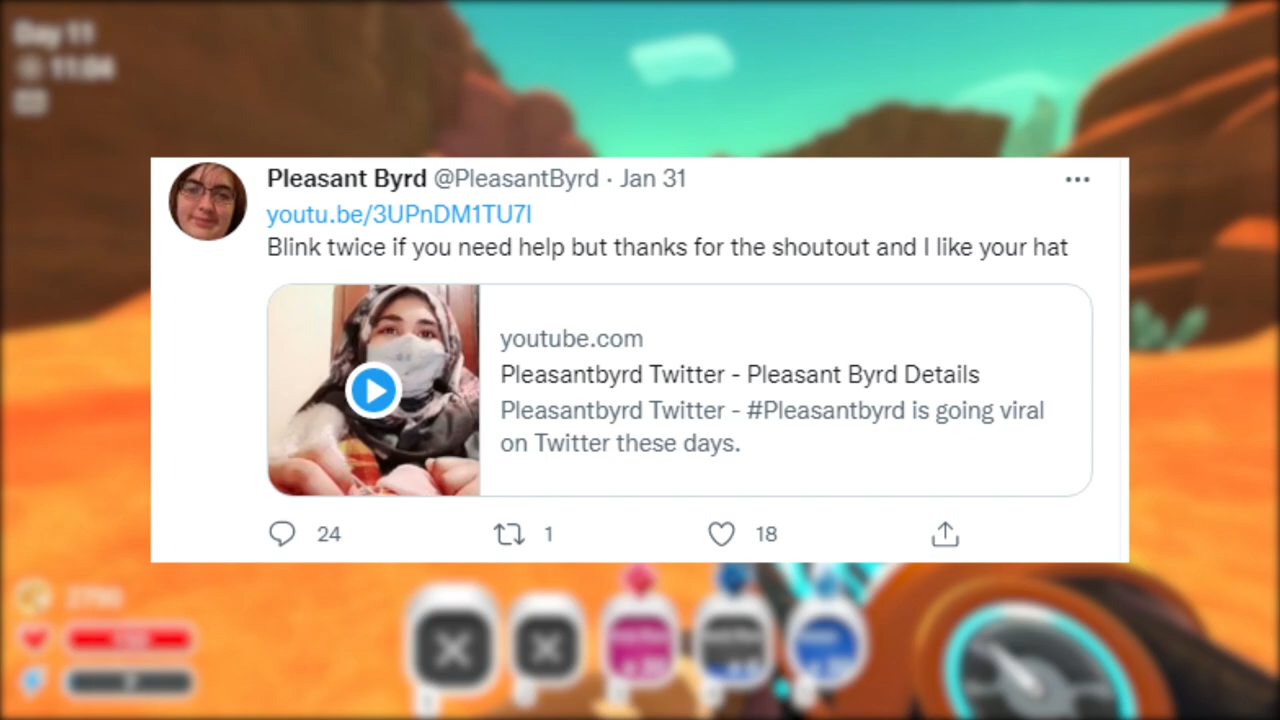 Day 11
11:04
Pleasant Byrd @PleasantByrd · Jan 31
youtu.be/3UPnDM1TU7I
Blink twice if you need help but thanks for the shoutout and I like your hat
youtube.com
Pleasantbyrd Twitter - Pleasant Byrd Details
Pleasantbyrd Twitter - #Pleasantbyrd is going viral
on Twitter these days.
24 1 18